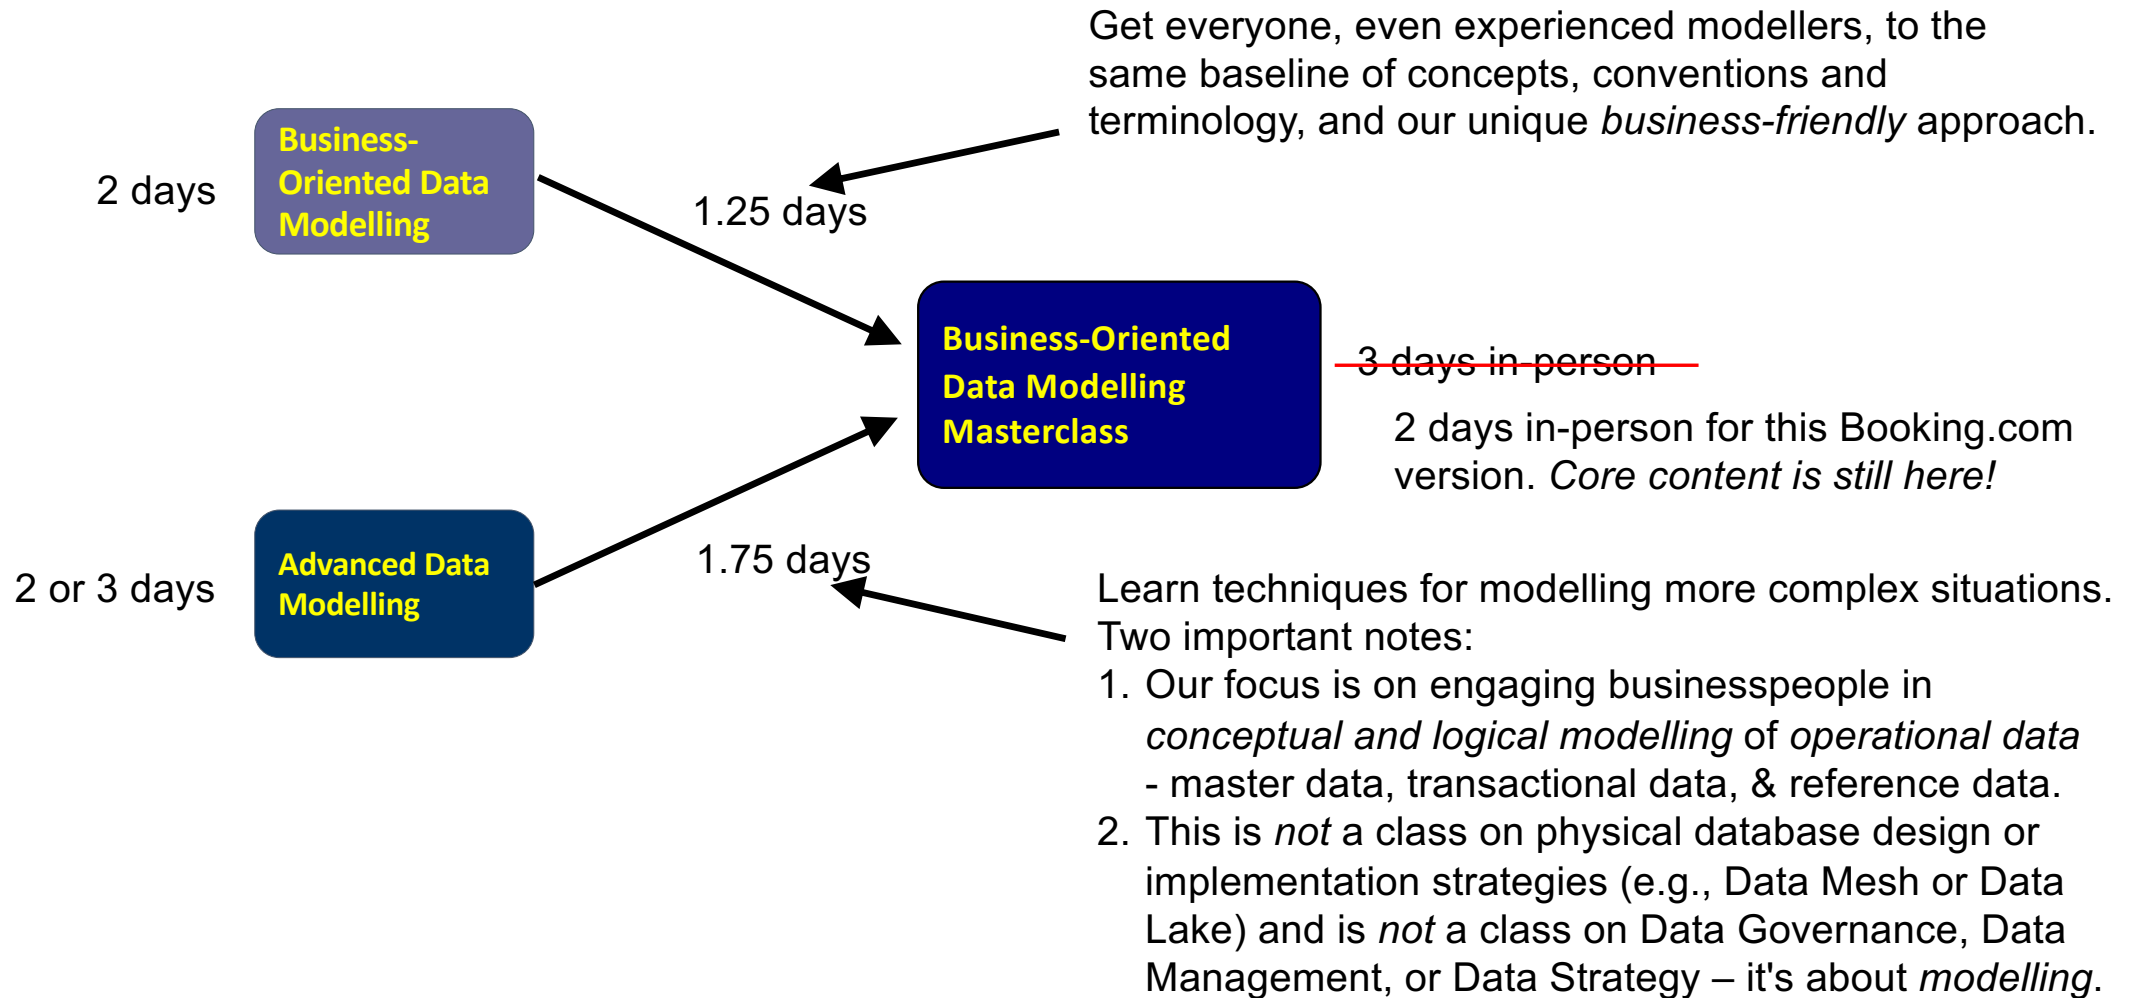 Get everyone, even experienced modellers, to the
same baseline of concepts, conventions and
terminology, and our unique business-friendly approach.
2 days
Business-
Oriented Data
Modelling
1.25 days
Business-Oriented
Data Modelling
Masterclass
3 days in-person
2 days in-person for this Booking.com
version. Core content is still here!
2 or 3 days
Advanced Data
Modelling
1.75 days
Learn techniques for modelling more complex situations.
Two important notes:
1. Our focus is on engaging businesspeople in
conceptual and logical modelling of operational data
- master data, transactional data, & reference data.
2. This is not a class on physical database design or
implementation strategies (e.g., Data Mesh or Data
Lake) and is not a class on Data Governance, Data
Management, or Data Strategy – it's about modelling.